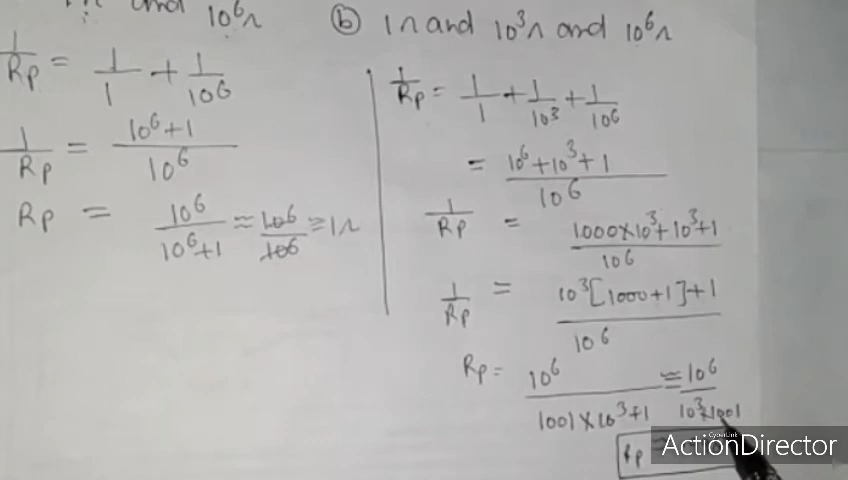 and 10⁶Ω
1/Rp = 1/1 + 1/10⁶
1/Rp = (10⁶+1)/10⁶
Rp = 10⁶/(10⁶+1) ≈ 10⁶/10⁶ ≈ 1Ω
ⓑ 1Ω and 10³Ω and 10⁶Ω
1/Rp = 1/1 + 1/10³ + 1/10⁶
= (10⁶+10³+1)/10⁶
1/Rp = (1000×10³+10³+1)/10⁶
1/Rp = (10³[1000+1]+1)/10⁶
Rp = 10⁶/(1001×10³+1) ≈ 10⁶/(10³×1001)
Rp
CyberLink
ActionDirector